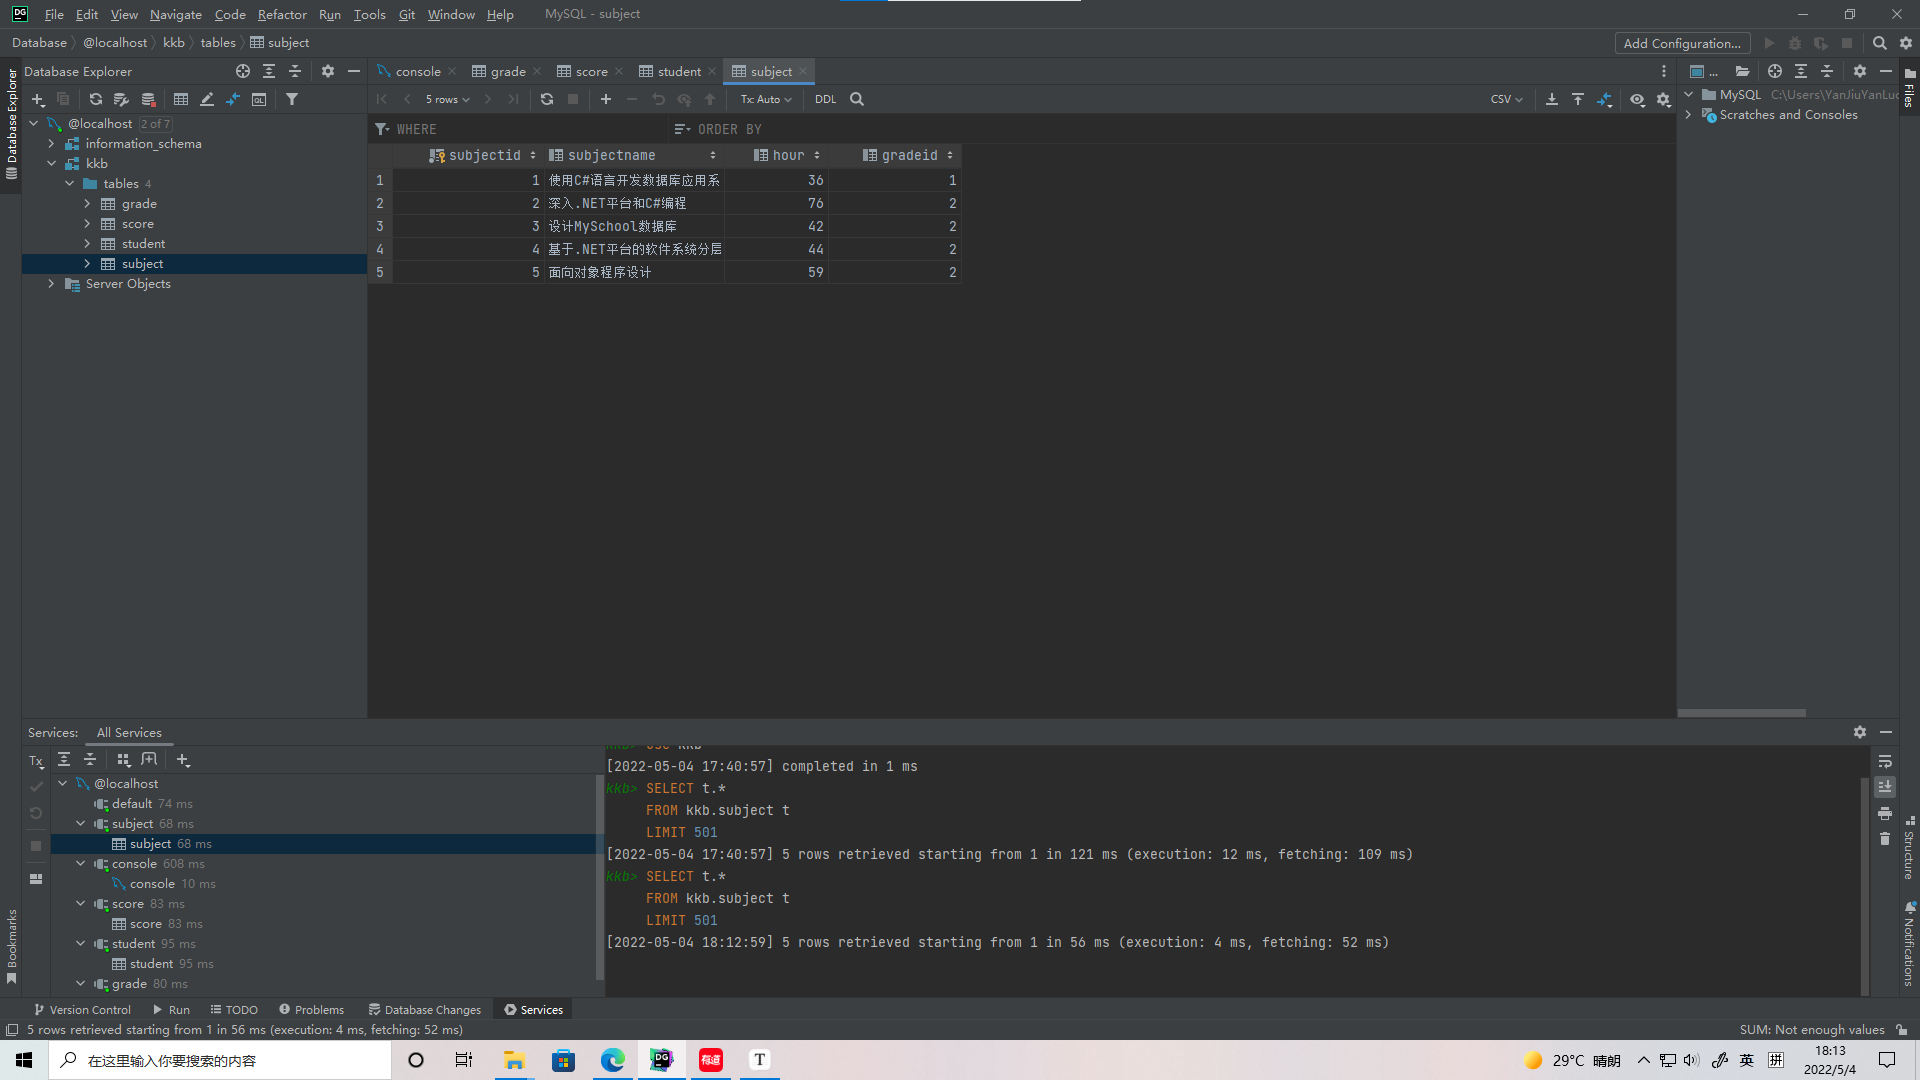 File Edit View Navigate Code Refactor Run Tools Git Window Help MySQL - subject
Database @localhost kkb tables subject
Add Configuration...
Database Explorer
console grade score student subject
5 rows Tx: Auto DDL CSV
WHERE ORDER BY
@localhost 2 of 7
information_schema
kkb
tables 4
grade
score
student
subject
Server Objects
subjectid subjectname hour gradeid
1 1 使用C#语言开发数据库应用系 36 1
2 2 深入.NET平台和C#编程 76 2
3 3 设计MySchool数据库 42 2
4 4 基于.NET平台的软件系统分层 44 2
5 5 面向对象程序设计 59 2
MySQL C:\Users\YanJiuYanLuo
Scratches and Consoles
Database Explorer
Files
Services: All Services
Tx
@localhost
default 74 ms
subject 68 ms
subject 68 ms
console 608 ms
console 10 ms
score 83 ms
score 83 ms
student 95 ms
student 95 ms
grade 80 ms
kkb> use kkb
[2022-05-04 17:40:57] completed in 1 ms
kkb> SELECT t.*
FROM kkb.subject t
LIMIT 501
[2022-05-04 17:40:57] 5 rows retrieved starting from 1 in 121 ms (execution: 12 ms, fetching: 109 ms)
kkb> SELECT t.*
FROM kkb.subject t
LIMIT 501
[2022-05-04 18:12:59] 5 rows retrieved starting from 1 in 56 ms (execution: 4 ms, fetching: 52 ms)
Bookmarks
Structure
Notifications
Version Control Run TODO Problems Database Changes Services
5 rows retrieved starting from 1 in 56 ms (execution: 4 ms, fetching: 52 ms) SUM: Not enough values
在这里输入你要搜索的内容
DG
有道
T
29°C 晴朗
英
拼
18:13
2022/5/4